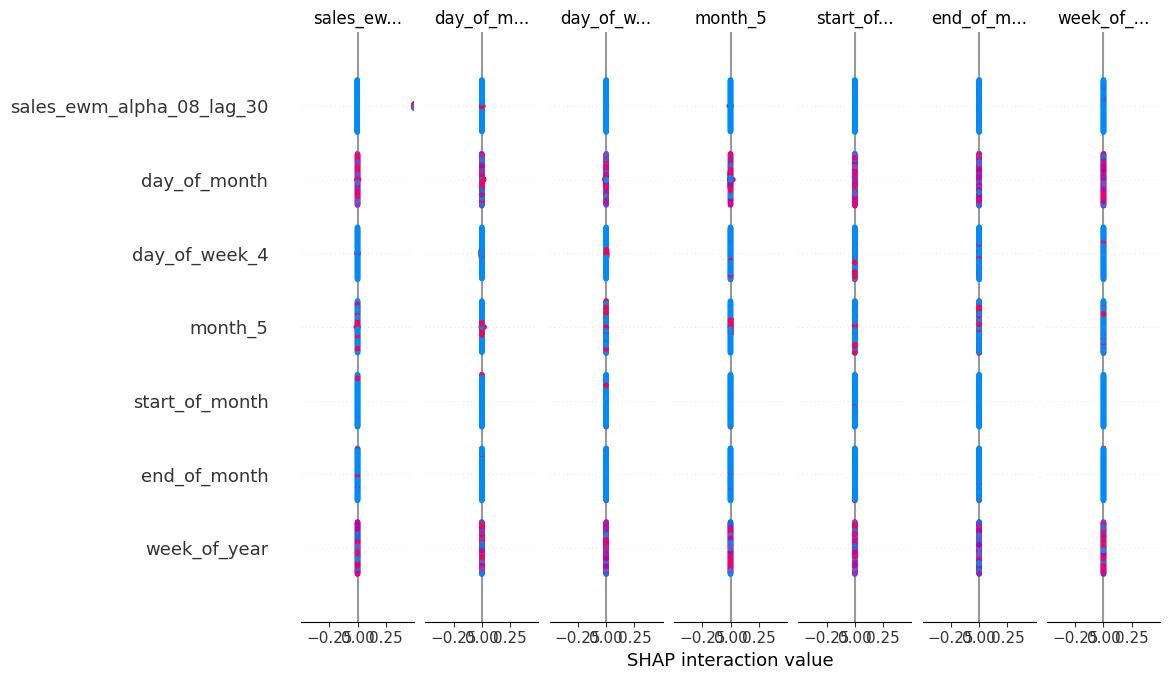 sales_ew... day_of_m... day_of_w... month_5 start_of... end_of_m... week_of_...
sales_ewm_alpha_08_lag_30
day_of_month
day_of_week_4
month_5
start_of_month
end_of_month
week_of_year
−0.25 0.00 0.25 −0.25 0.00 0.25 −0.25 0.00 0.25 −0.25 0.00 0.25 −0.25 0.00 0.25 −0.25 0.00 0.25 −0.25 0.00 0.25
SHAP interaction value